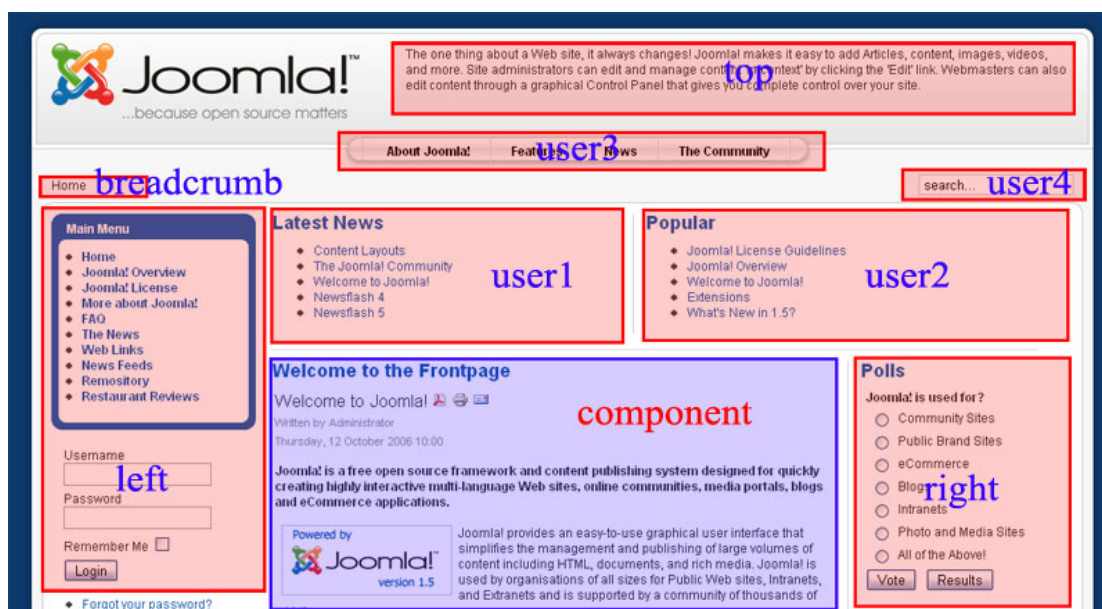 Joomla!™
...because open source matters
The one thing about a Web site, it always changes! Joomla! makes it easy to add Articles, content, images, videos,
and more. Site administrators can edit and manage content 'in context' by clicking the 'Edit' link. Webmasters can also
edit content through a graphical Control Panel that gives you complete control over your site.
top
About Joomla! Features News The Community
user3
Home
breadcrumb
search...
user4
Main Menu
Home
Joomla! Overview
Joomla! License
More about Joomla!
FAQ
The News
Web Links
News Feeds
Remository
Restaurant Reviews
Username
left
Password
Remember Me
Login
Forgot your password?
Latest News
Content Layouts
The Joomla! Community
Welcome to Joomla!
Newsflash 4
Newsflash 5
user1
Popular
Joomla! License Guidelines
Joomla! Overview
Welcome to Joomla!
Extensions
What's New in 1.5?
user2
Welcome to the Frontpage
Welcome to Joomla!
component
Written by Administrator
Thursday, 12 October 2006 10:00
Joomla! is a free open source framework and content publishing system designed for quickly
creating highly interactive multi-language Web sites, online communities, media portals, blogs
and eCommerce applications.
Powered by
Joomla!™
version 1.5
Joomla! provides an easy-to-use graphical user interface that
simplifies the management and publishing of large volumes of
content including HTML, documents, and rich media. Joomla! is
used by organisations of all sizes for Public Web sites, Intranets,
and Extranets and is supported by a community of thousands of
Polls
Joomla! is used for?
Community Sites
Public Brand Sites
eCommerce
Blogs
right
Intranets
Photo and Media Sites
All of the Above!
Vote Results